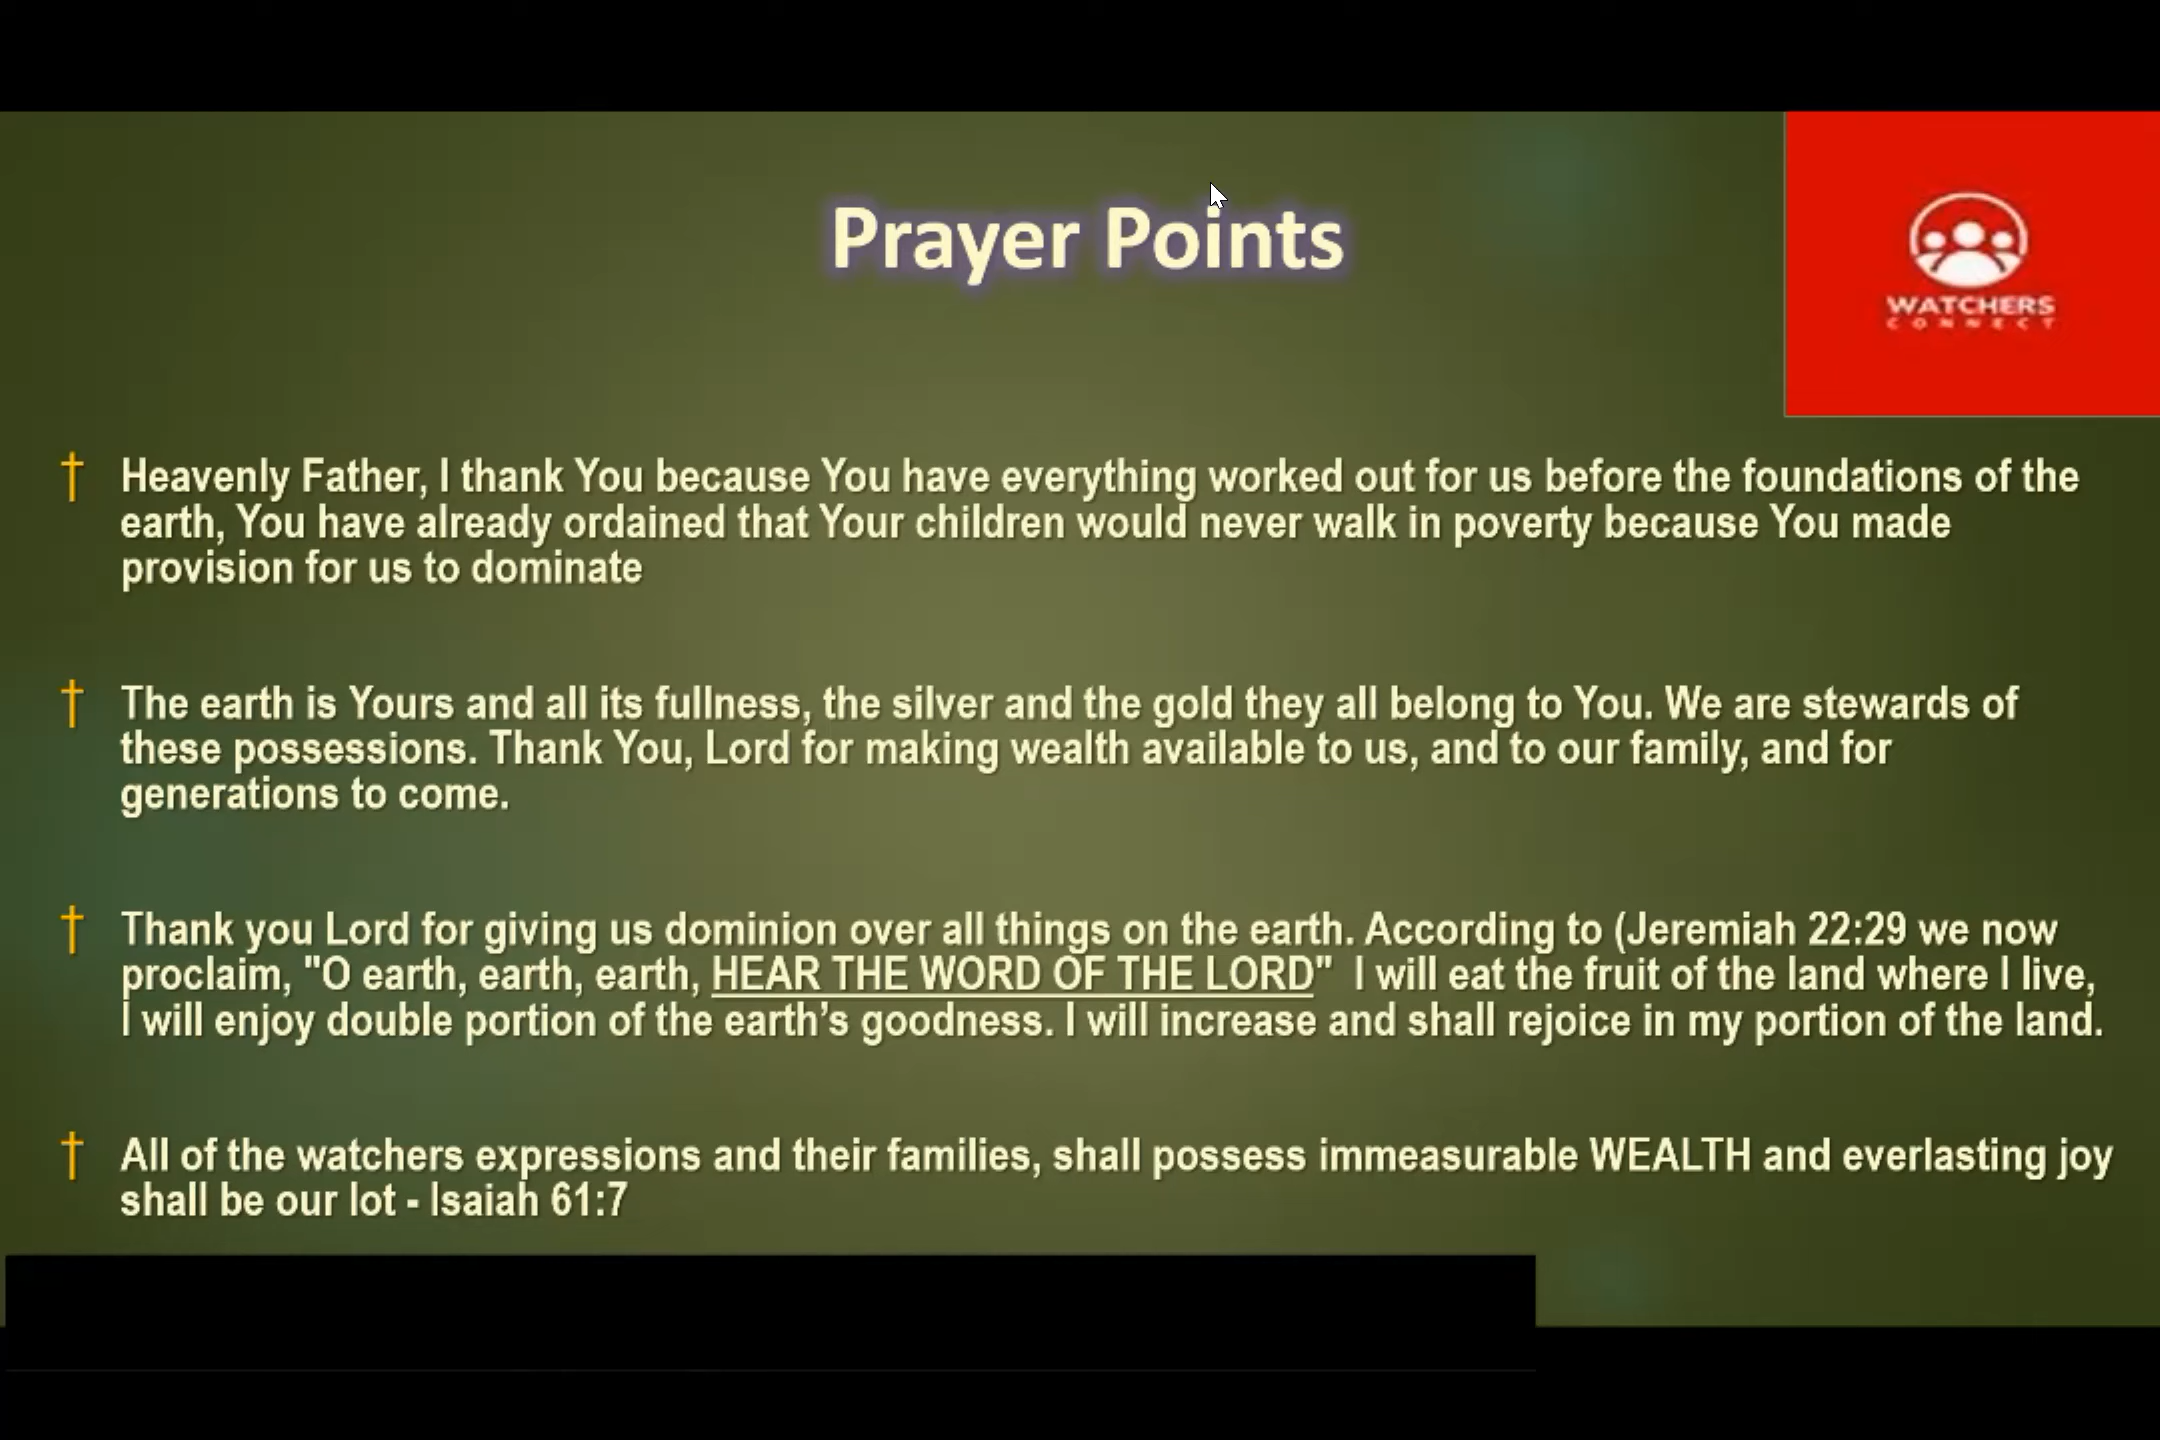 Prayer Points
WATCHERS
CONNECT
† Heavenly Father, I thank You because You have everything worked out for us before the foundations of the
earth, You have already ordained that Your children would never walk in poverty because You made
provision for us to dominate
† The earth is Yours and all its fullness, the silver and the gold they all belong to You. We are stewards of
these possessions. Thank You, Lord for making wealth available to us, and to our family, and for
generations to come.
† Thank you Lord for giving us dominion over all things on the earth. According to (Jeremiah 22:29 we now
proclaim, "O earth, earth, earth, HEAR THE WORD OF THE LORD"  I will eat the fruit of the land where I live,
I will enjoy double portion of the earth’s goodness. I will increase and shall rejoice in my portion of the land.
† All of the watchers expressions and their families, shall possess immeasurable WEALTH and everlasting joy
shall be our lot - Isaiah 61:7